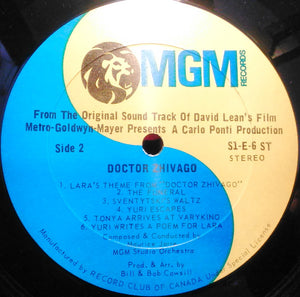 MGM
RECORDS
From The Original Sound Track Of David Lean's Film
Metro-Goldwyn-Mayer Presents A Carlo Ponti Production
Side 2
S1-E-6 ST
STEREO
DOCTOR ZHIVAGO
1. LARA'S THEME FROM "DOCTOR ZHIVAGO"
2. THE FUNERAL
3. SVENTYTSKI'S WALTZ
4. YURI ESCAPES
5. TONYA ARRIVES AT VARYKINO
6. YURI WRITES A POEM FOR LARA
Composed & Conducted by
Maurice Jarre
MGM Studio Orchestra
Prod. & Arr. by
Bill & Bob Cowsill
Manufactured by RECORD CLUB OF CANADA Under Special License